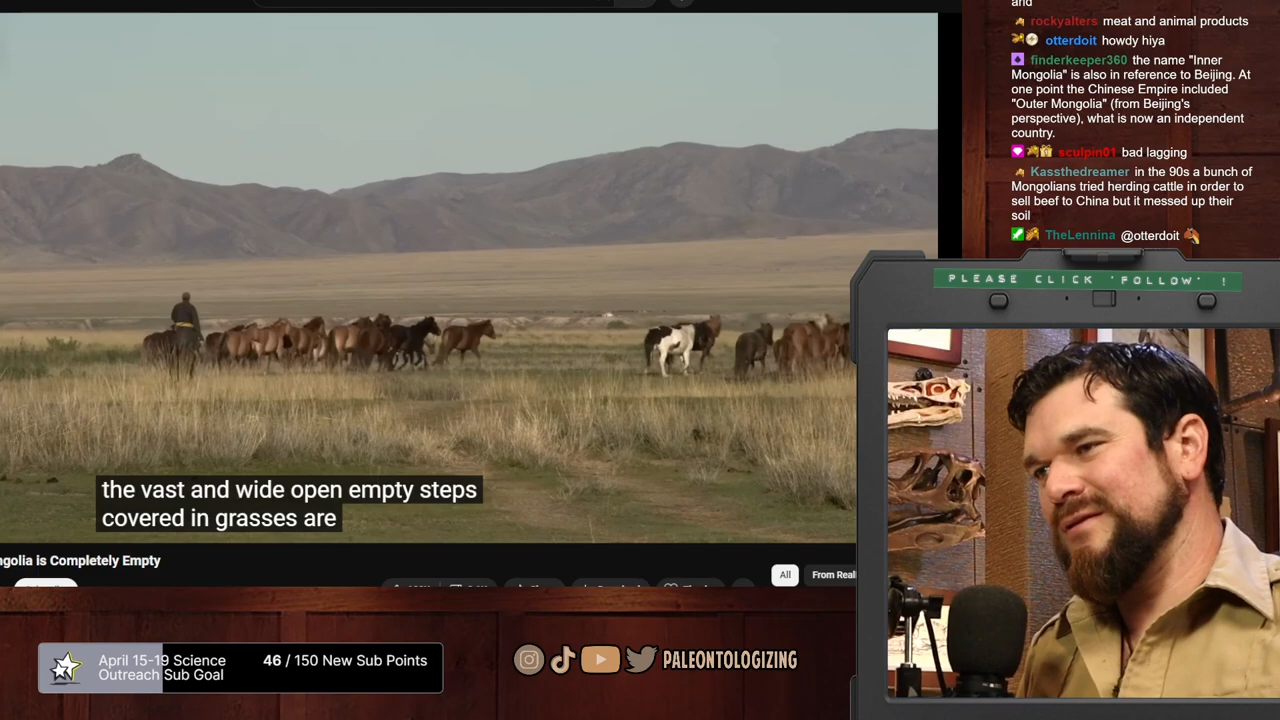 and
rockyalters meat and animal products
otterdoit howdy hiya
finderkeeper360 the name "Inner
Mongolia" is also in reference to Beijing. At
one point the Chinese Empire included
"Outer Mongolia" (from Beijing's
perspective), what is now an independent
country.
sculpin01 bad lagging
Kassthedreamer in the 90s a bunch of
Mongolians tried herding cattle in order to
sell beef to China but it messed up their
soil
TheLennina @otterdoit
PLEASE CLICK 'FOLLOW' !
the vast and wide open empty steps
covered in grasses are
ngolia is Completely Empty
All
From Real
April 15-19 Science
Outreach Sub Goal
46 / 150 New Sub Points
PALEONTOLOGIZING